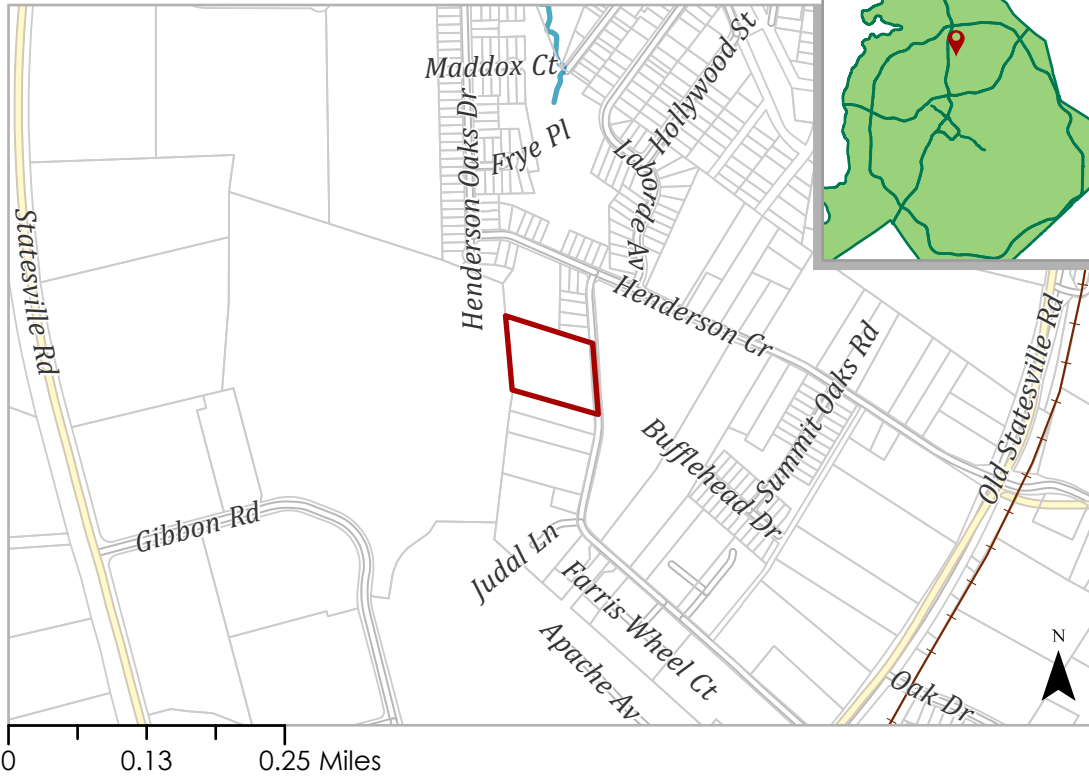 Maddox Ct
Hollywood St
Henderson Oaks Dr
Frye Pl
Laborde Av
Statesville Rd
Henderson Cr
Old Statesville Rd
Summit Oaks Rd
Bufflehead Dr
Gibbon Rd
Judal Ln
Farris Wheel Ct
Apache Av
Oak Dr
N
0 0.13 0.25 Miles